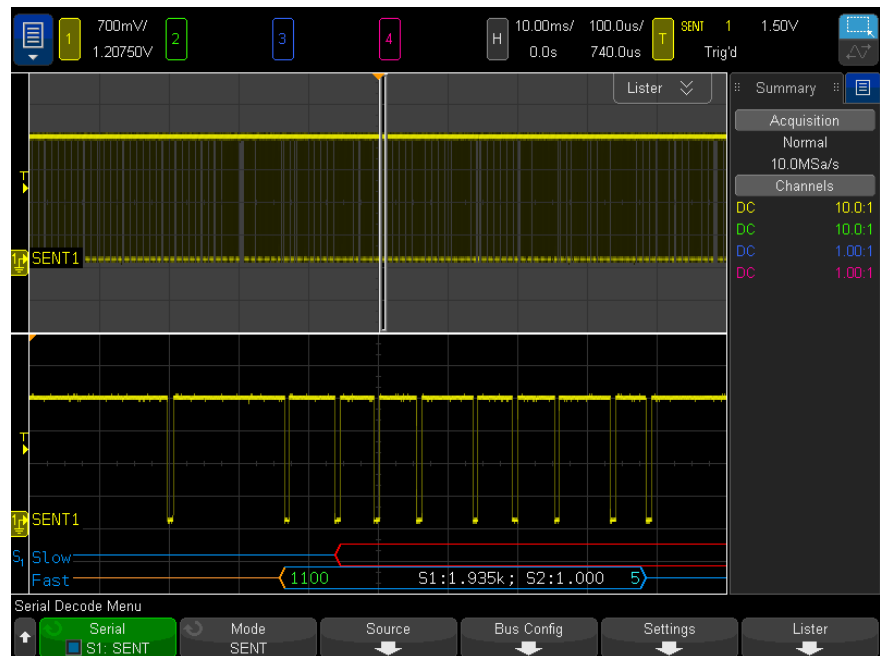 1 700mV/ 1.20750V 2 3 4 H 10.00ms/ 0.0s 100.0us/ 740.0us T SENT 1 1.50V Trig'd
Lister
Summary
Acquisition
Normal
10.0MSa/s
Channels
DC 10.0:1
DC 10.0:1
DC 1.00:1
DC 1.00:1
T
1 SENT1
T
1 SENT1
S1 Slow
Fast 1100 S1:1.935k; S2:1.000 5
Serial Decode Menu
Serial
S1: SENT
Mode
SENT
Source
Bus Config
Settings
Lister